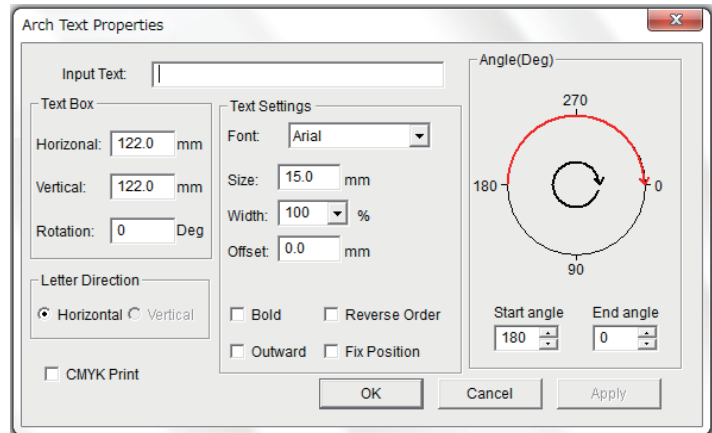 Arch Text Properties
Input Text:
Text Box
Horizonal: 122.0 mm
Vertical: 122.0 mm
Rotation: 0 Deg
Letter Direction
Horizontal Vertical
CMYK Print
Text Settings
Font: Arial
Size: 15.0 mm
Width: 100 %
Offset: 0.0 mm
Bold Reverse Order
Outward Fix Position
Angle(Deg)
270
180 0
90
Start angle End angle
180 0
OK Cancel Apply